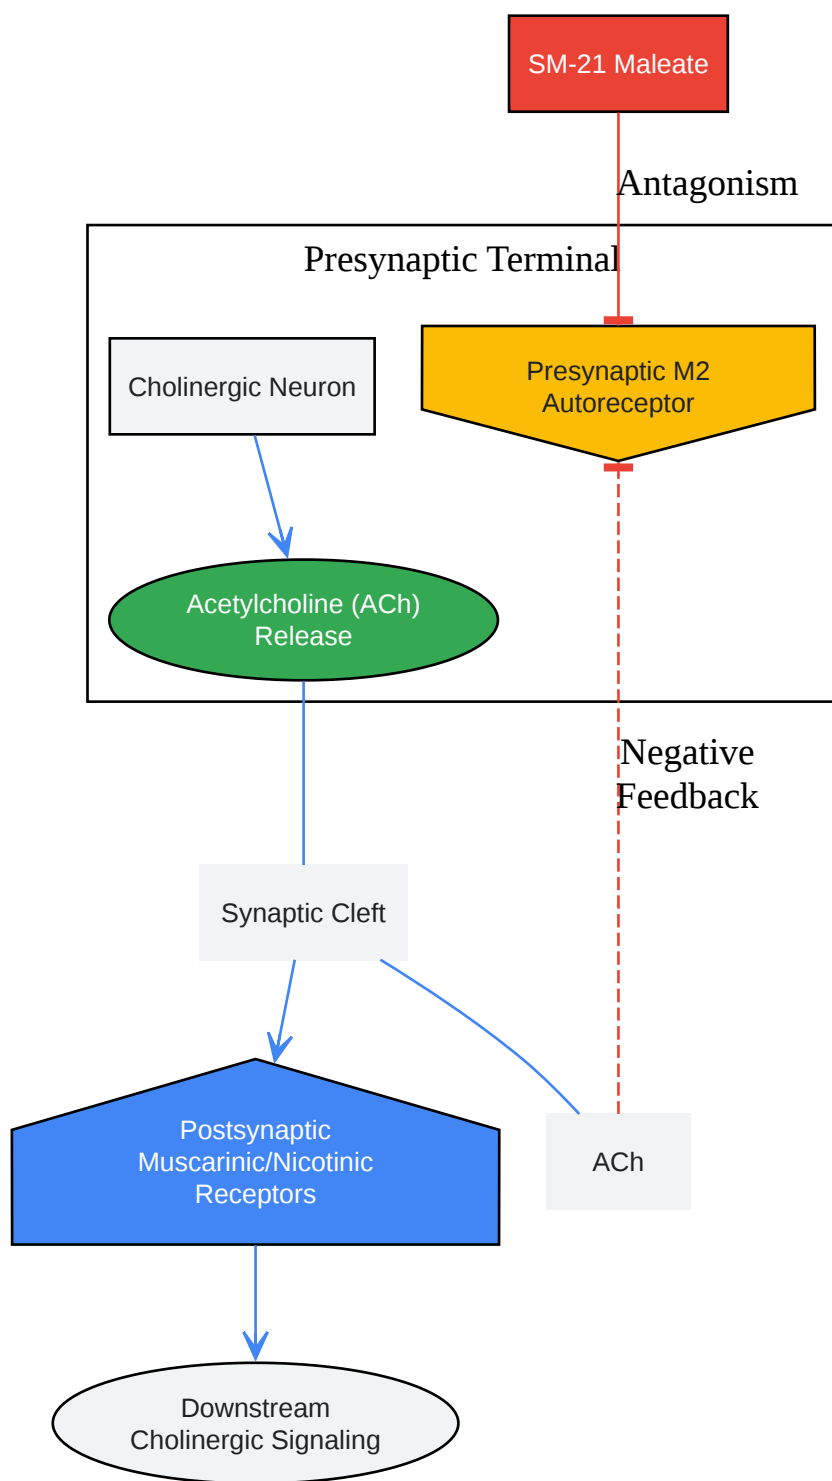 SM-21 Maleate
Antagonism
Presynaptic Terminal
Cholinergic Neuron
Presynaptic M2
Autoreceptor
Acetylcholine (ACh)
Release
Negative
Feedback
Synaptic Cleft
Postsynaptic
Muscarinic/Nicotinic
Receptors
ACh
Downstream
Cholinergic Signaling